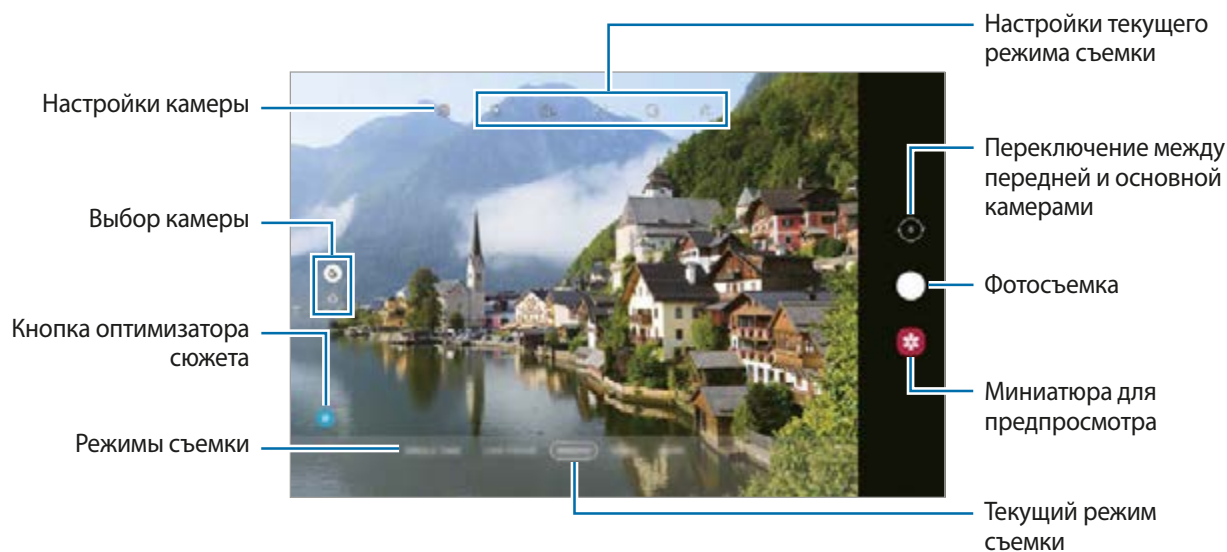 Настройки текущего
режима съемки
Настройки камеры
Переключение между
передней и основной
камерами
Выбор камеры
Фотосъемка
Кнопка оптимизатора
сюжета
Миниатюра для
предпросмотра
Режимы съемки
Текущий режим
съемки